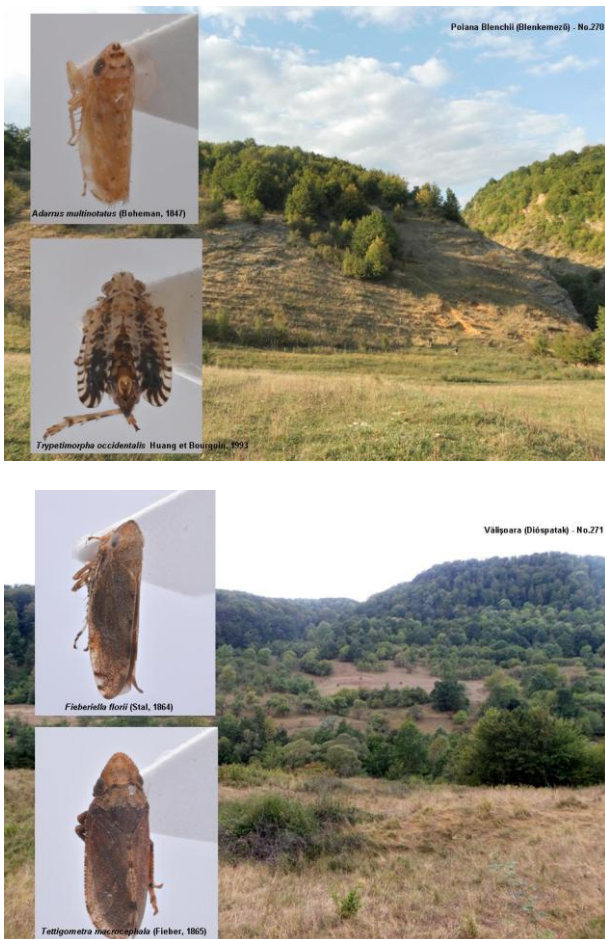 Poiana Blenchii (Blenkemező) - No.270
Adarrus multinotatus (Boheman, 1847)
Trypetimorpha occidentalis Huang et Bourgoin, 1993
Vălişoara (Dióspatak) - No.271
Fieberiella florii (Stal, 1864)
Tettigometra macrocephala (Fieber, 1865)